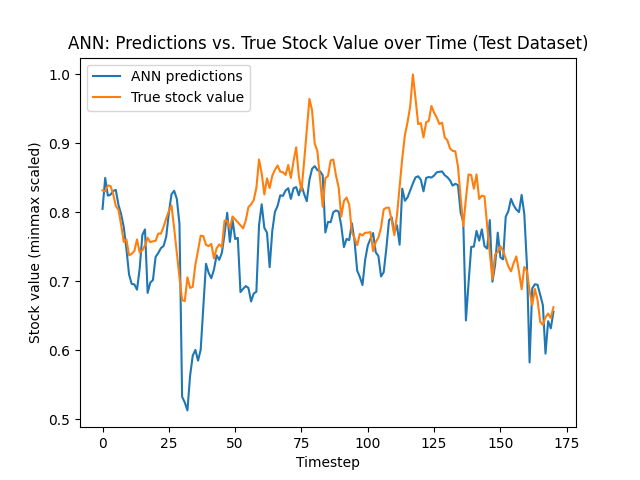 ANN: Predictions vs. True Stock Value over Time (Test Dataset)
ANN predictions
True stock value
Stock value (minmax scaled)
1.0
0.9
0.8
0.7
0.6
0.5
0
25
50
75
100
125
150
175
Timestep